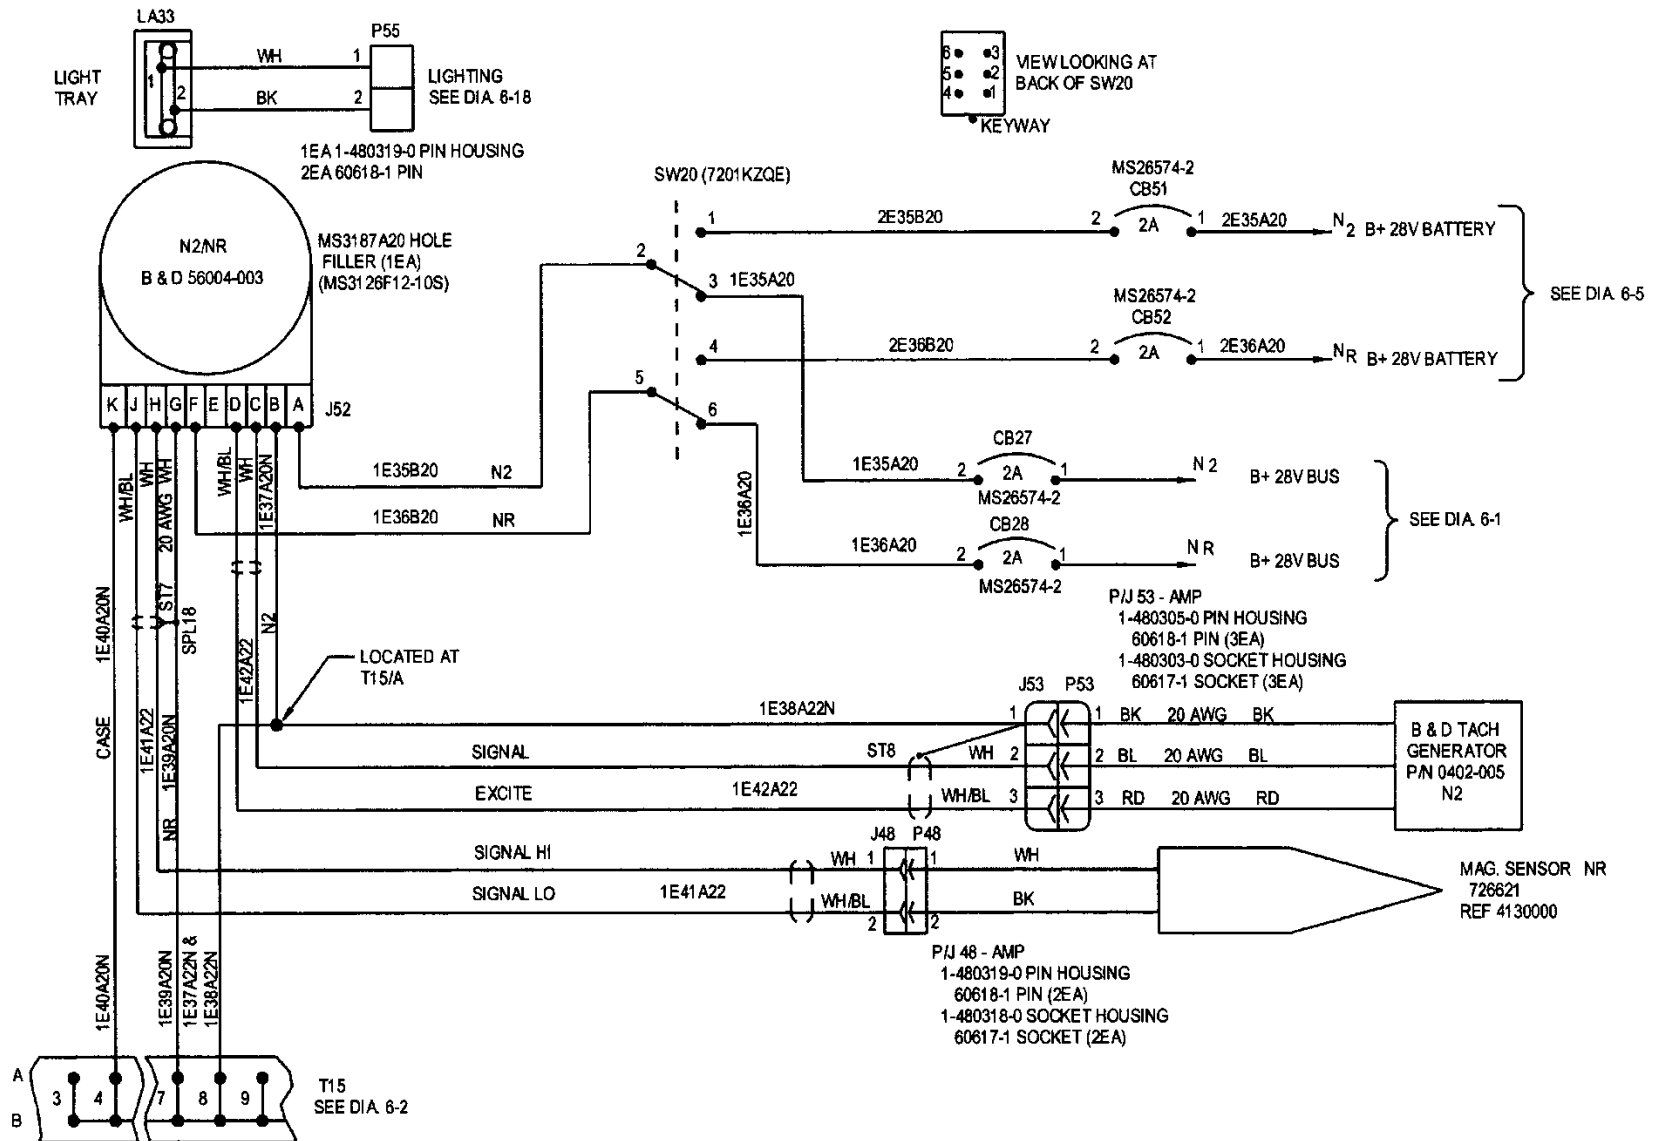 LA33
LIGHT
TRAY
1
2
WH
BK
1
2
P55
LIGHTING
SEE DIA. 6-18
1EA 1-480319-0 PIN HOUSING
2EA 60618-1 PIN
6 3
5 2
4 1
VIEW LOOKING AT
BACK OF SW20
KEYWAY
N2/NR
B & D 56004-003
MS3187A20 HOLE
FILLER (1EA)
(MS3126F12-10S)
K J H G F E D C B A
J52
SW20 (7201KZQE)
1
2
3
4
5
6
2E35B20
2
MS26574-2
CB51
2A
1
2E35A20
N2 B+ 28V BATTERY
1E35A20
2E36B20
2
MS26574-2
CB52
2A
1
2E36A20
NR B+ 28V BATTERY
SEE DIA. 6-5
1E35B20 N2
1E36B20 NR
1E36A20
1E35A20
2
CB27
2A
1
MS26574-2
N2 B+ 28V BUS
1E36A20
2
CB28
2A
1
MS26574-2
NR B+ 28V BUS
SEE DIA. 6-1
WH/BL
WH
20 AWG WH
WH/BL
WH
1E37A20N
ST7
SPL18
N2
1E40A20N
CASE
1E41A22
1E39A20N
NR
1E42A22
LOCATED AT
T15/A
P/J 53 - AMP
1-480305-0 PIN HOUSING
60618-1 PIN (3EA)
1-480303-0 SOCKET HOUSING
60617-1 SOCKET (3EA)
J53 P53
1E38A22N
1 1 BK 20 AWG BK
SIGNAL
ST8
WH 2 2 BL 20 AWG BL
EXCITE
1E42A22
WH/BL 3 3 RD 20 AWG RD
B & D TACH
GENERATOR
P/N 0402-005
N2
J48 P48
SIGNAL HI
WH 1 1 WH
SIGNAL LO
1E41A22
WH/BL 2 2 BK
MAG. SENSOR NR
726621
REF 4130000
P/J 48 - AMP
1-480319-0 PIN HOUSING
60618-1 PIN (2EA)
1-480318-0 SOCKET HOUSING
60617-1 SOCKET (2EA)
1E40A20N
1E39A20N
1E37A22N &
1E38A22N
A
B
3 4 7 8 9
T15
SEE DIA. 6-2